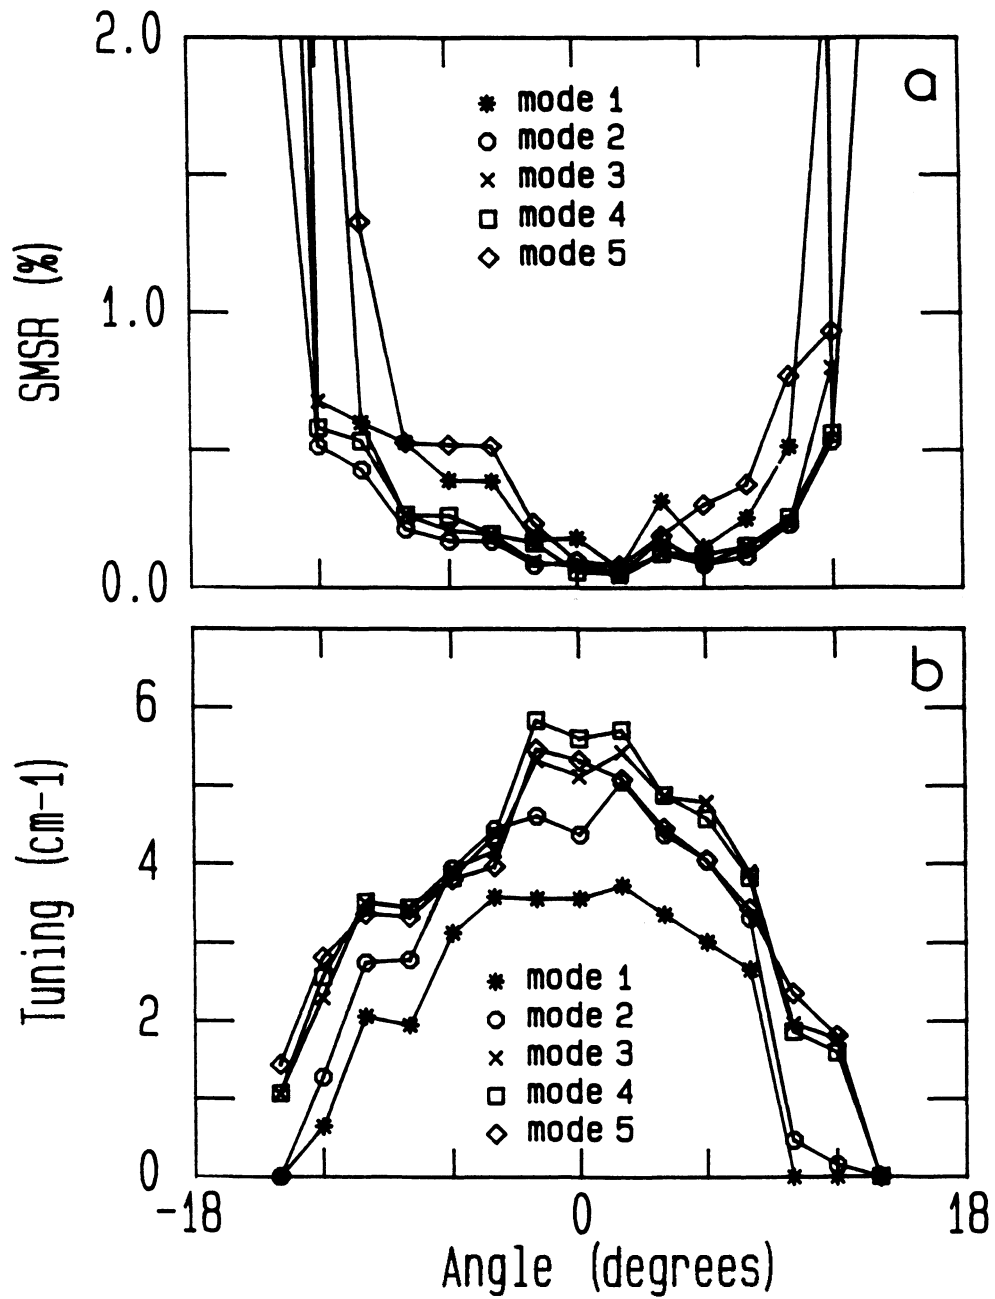 2.0
a
mode 1
mode 2
mode 3
mode 4
mode 5
SMSR (%)
1.0
0.0
b
6
Tuning (cm-1)
4
mode 1
mode 2
mode 3
mode 4
mode 5
2
0
-18
0
18
Angle (degrees)